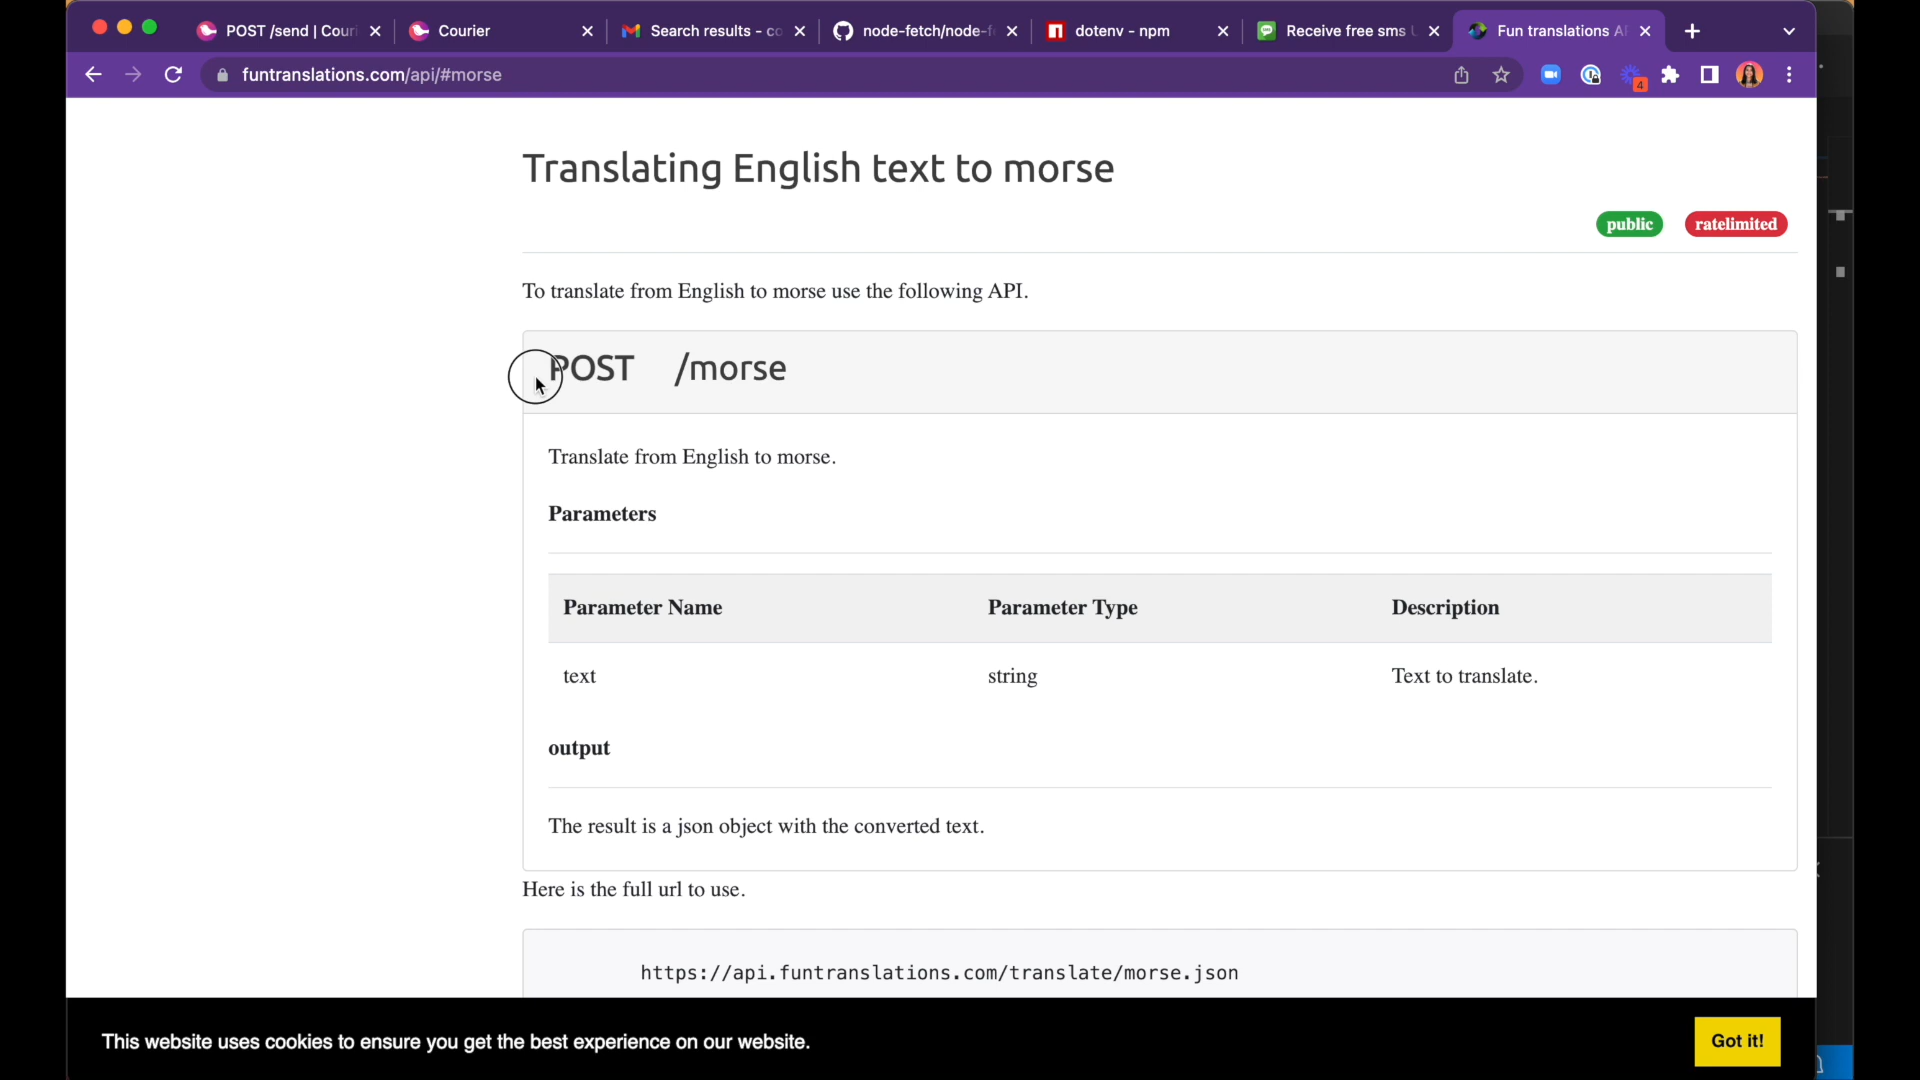 POST /send | Cour
Courier
Search results - co
node-fetch/node-f
dotenv - npm
Receive free sms
Fun translations A
funtranslations.com/api/#morse
4
Translating English text to morse
public
ratelimited
To translate from English to morse use the following API.
POST /morse
Translate from English to morse.
Parameters
Parameter Name Parameter Type Description
text string Text to translate.
output
The result is a json object with the converted text.
Here is the full url to use.
https://api.funtranslations.com/translate/morse.json
This website uses cookies to ensure you get the best experience on our website.
Got it!